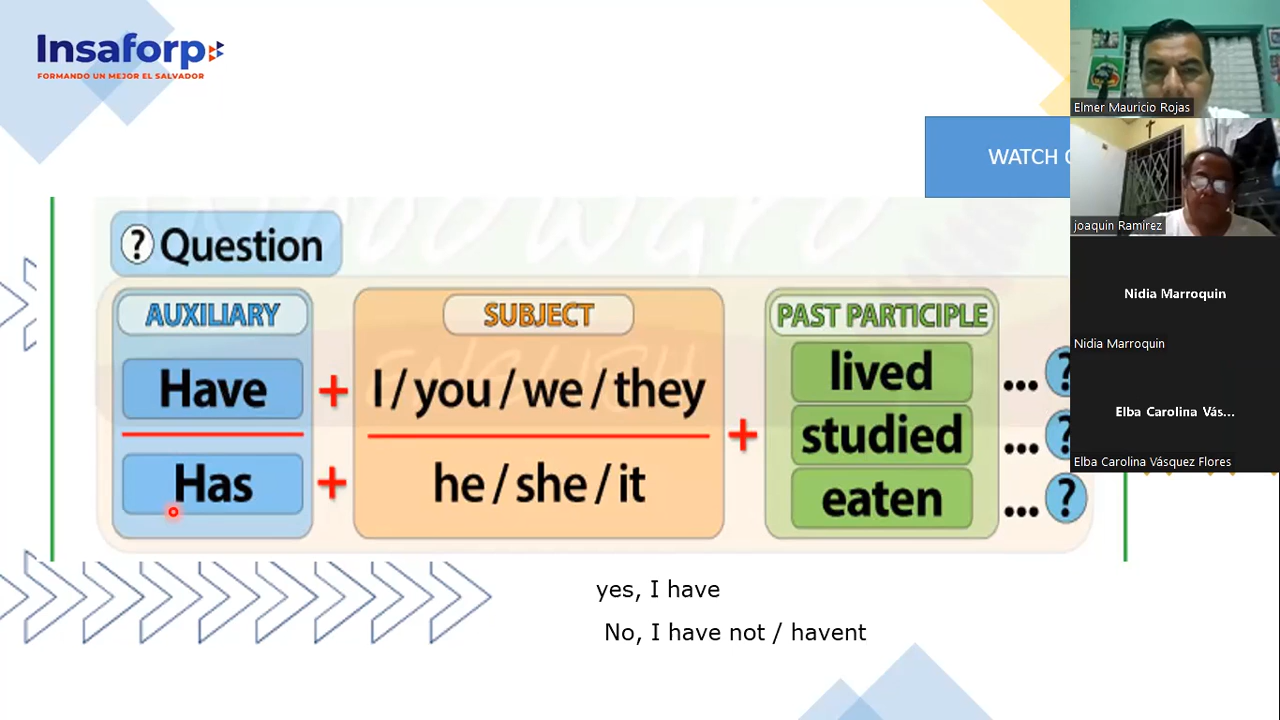 Insaforp
FORMANDO UN MEJOR EL SALVADOR
WATCH
? Question
AUXILIARY
SUBJECT
PAST PARTICIPLE
Have + I / you / we / they
Has + he / she / it
+
lived ... ?
studied ... ?
eaten ... ?
ENGLISH
yes, I have
No, I have not / havent
Elmer Mauricio Rojas
joaquin Ramirez
Nidia Marroquin
Nidia Marroquin
Elba Carolina Vás...
Elba Carolina Vásquez Flores